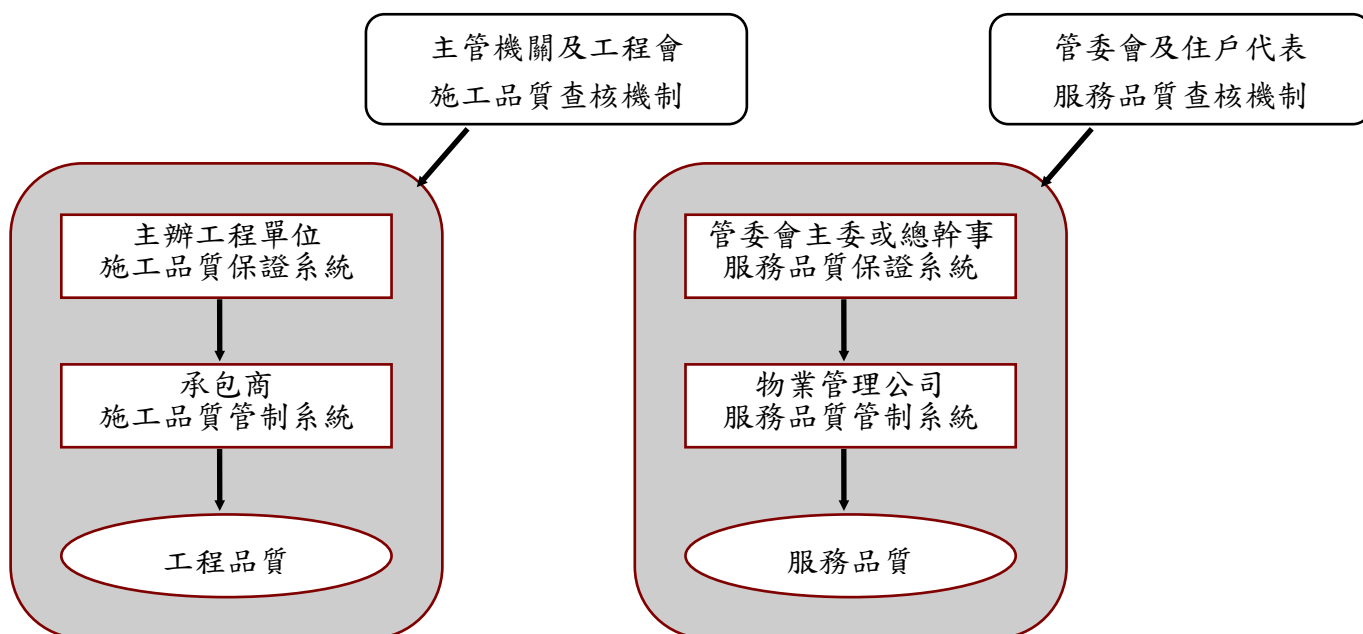 主管機關及工程會
施工品質查核機制
主辦工程單位
施工品質保證系統
承包商
施工品質管制系統
工程品質
管委會及住戶代表
服務品質查核機制
管委會主委或總幹事
服務品質保證系統
物業管理公司
服務品質管制系統
服務品質